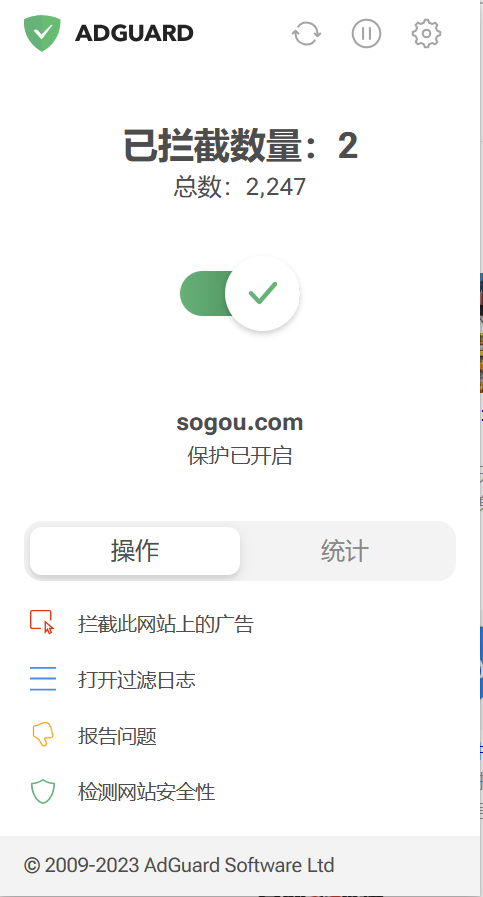 ADGUARD
已拦截数量：2
总数：2,247
sogou.com
保护已开启
操作
统计
拦截此网站上的广告
打开过滤日志
报告问题
检测网站安全性
© 2009-2023 AdGuard Software Ltd